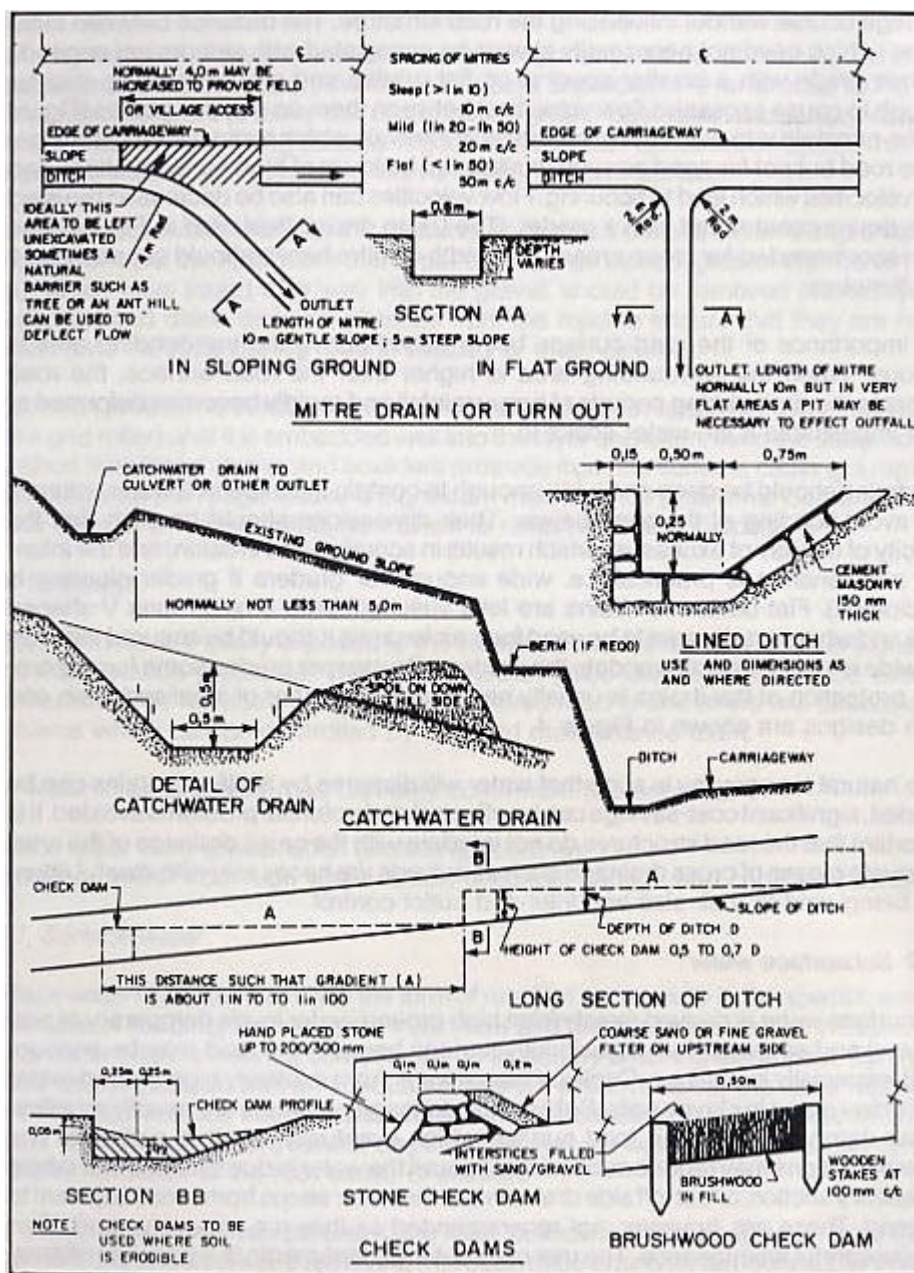 NORMALLY 4,0m MAY BE
INCREASED TO PROVIDE FIELD
OR VILLAGE ACCESS
EDGE OF CARRIAGEWAY
SLOPE
DITCH
IDEALLY THIS
AREA TO BE LEFT
UNEXCAVATED
SOMETIMES A
NATURAL
BARRIER SUCH AS
TREE OR AN ANT HILL
CAN BE USED TO
DEFLECT FLOW
A
A
OUTLET
LENGTH OF MITRE:
10m GENTLE SLOPE; 5m STEEP SLOPE
IN SLOPING GROUND
SPACING OF MITRES
Steep (>1 in 10)
10m c/c
Mild (1 in 20 - 1in 50)
20m c/c
Flat (< 1in 50)
50m c/c
0,6m
DEPTH
VARIES
SECTION AA
EDGE OF CARRIAGEWAY
SLOPE
DITCH
A
A
OUTLET. LENGTH OF MITRE
NORMALLY 10m BUT IN VERY
FLAT AREAS A PIT MAY BE
NECESSARY TO EFFECT OUTFALL
IN FLAT GROUND
MITRE DRAIN (OR TURN OUT)
CATCHWATER DRAIN TO
CULVERT OR OTHER OUTLET
EXISTING GROUND SLOPE
NORMALLY NOT LESS THAN 5,0m
BERM (IF REQD)
SPOIL ON DOWN
HILL SIDE
0,5m
DETAIL OF
CATCHWATER DRAIN
DITCH
CARRIAGEWAY
CATCHWATER DRAIN
0,15
0,50m
0,75m
0,25
NORMALLY
CEMENT
MASONRY
150 mm
THICK
LINED DITCH
USE AND DIMENSIONS AS
AND WHERE DIRECTED
CHECK DAM
A
B
B
A
SLOPE OF DITCH
DEPTH OF DITCH D
HEIGHT OF CHECK DAM 0,5 TO 0,7 D
THIS DISTANCE SUCH THAT GRADIENT (A)
IS ABOUT 1 IN 70 TO 1 in 100
LONG SECTION OF DITCH
0,25m 0,25m
CHECK DAM PROFILE
SECTION BB
NOTE: CHECK DAMS TO BE
USED WHERE SOIL
IS ERODIBLE
HAND PLACED STONE
UP TO 200/300 mm
COARSE SAND OR FINE GRAVEL
FILTER ON UPSTREAM SIDE
0,1m 0,1m 0,1m
INTERSTICES FILLED
WITH SAND/GRAVEL
STONE CHECK DAM
CHECK DAMS
0,50m
BRUSHWOOD
IN FILL
WOODEN
STAKES AT
100mm c/c
BRUSHWOOD CHECK DAM